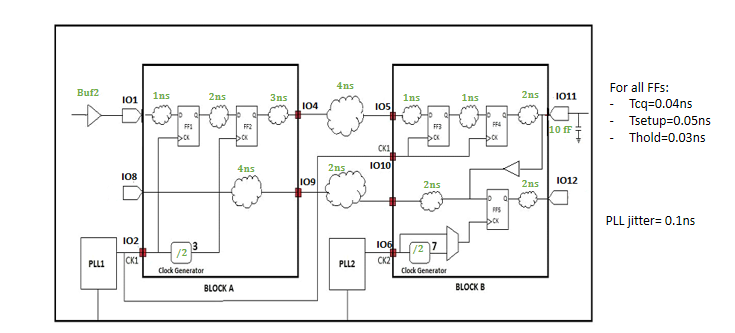 Buf2
IO1
1ns
2ns
3ns
IO4
4ns
IO5
1ns
1ns
2ns
IO11
D Q
FF1
CK
D Q
FF2
CK
D Q
FF3
CK
D Q
FF4
CK
10 fF
CK1
IO10
IO8
4ns
IO9
2ns
2ns
2ns
IO12
D Q
FF5
CK
IO2
CK1
PLL1
/2
3
Clock Generator
BLOCK A
PLL2
IO6
CK2
/2
7
Clock Generator
BLOCK B
For all FFs:
- Tcq=0.04ns
- Tsetup=0.05ns
- Thold=0.03ns
PLL jitter= 0.1ns